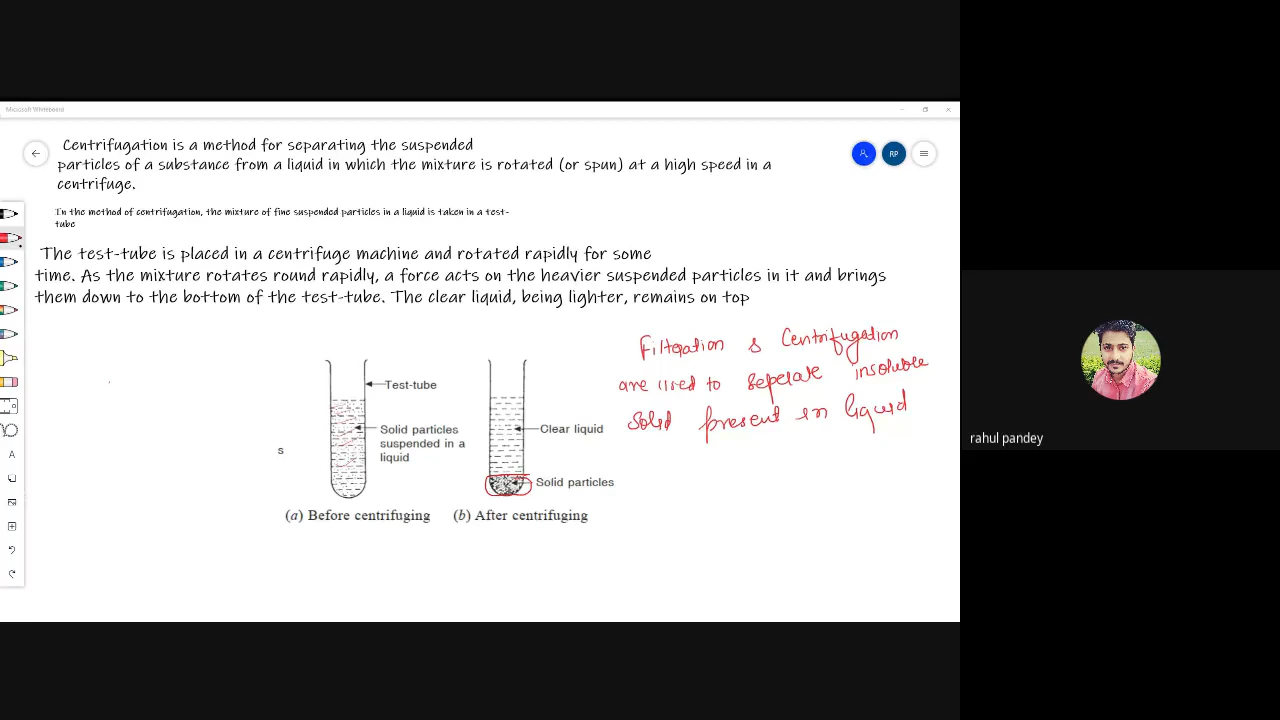 Microsoft Whiteboard
Centrifugation is a method for separating the suspended
particles of a substance from a liquid in which the mixture is rotated (or spun) at a high speed in a
centrifuge.
RP
In the method of centrifugation, the mixture of fine suspended particles in a liquid is taken in a test-
tube
The test-tube is placed in a centrifuge machine and rotated rapidly for some
time. As the mixture rotates round rapidly, a force acts on the heavier suspended particles in it and brings
them down to the bottom of the test-tube. The clear liquid, being lighter, remains on top
Filtration & Centrifugation
are used to seperate insoluble
solid present in liquid
Test-tube
Solid particles
suspended in a
liquid
s
Clear liquid
Solid particles
(a) Before centrifuging
(b) After centrifuging
A
rahul pandey